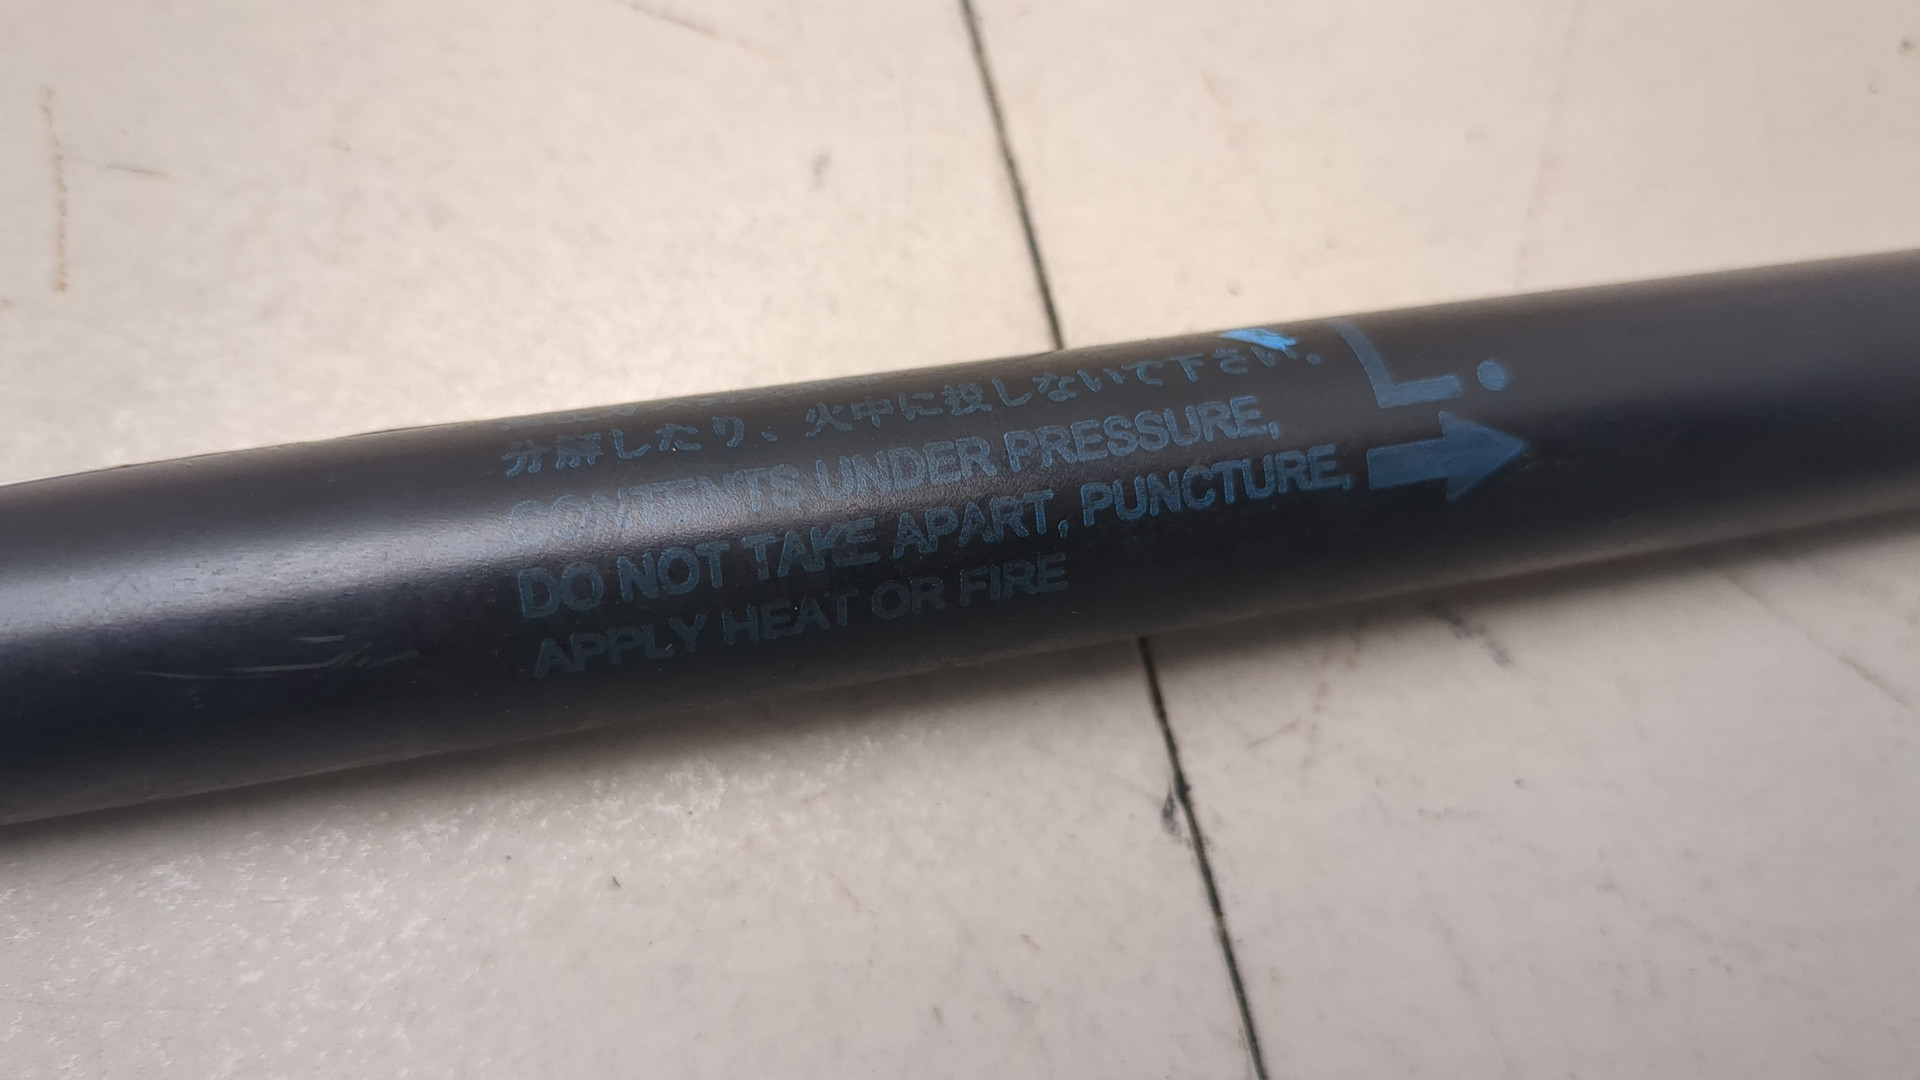 分解したり、火中に投じないで下さい。
CONTENTS UNDER PRESSURE,
DO NOT TAKE APART, PUNCTURE,
APPLY HEAT OR FIRE
L.